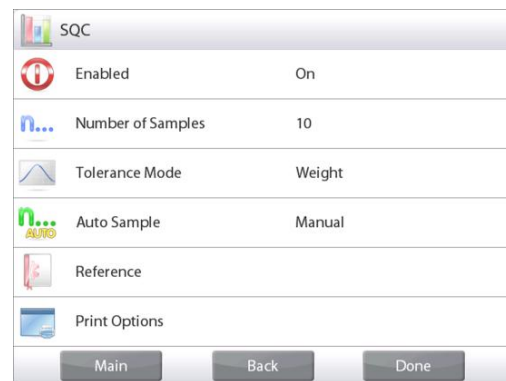 SQC
Enabled On
n... Number of Samples 10
Tolerance Mode Weight
n... AUTO Auto Sample Manual
Reference
Print Options
Main Back Done